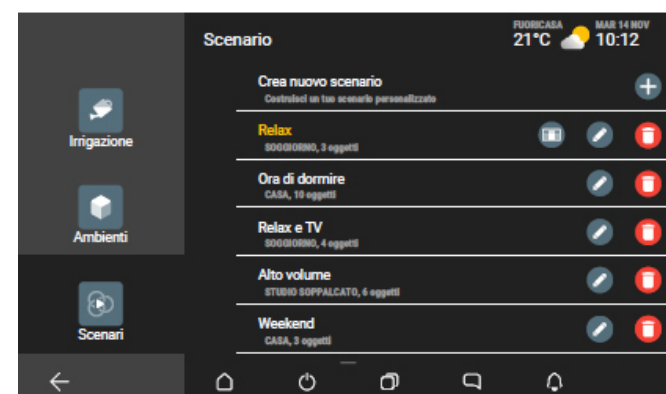 Scenario
FUORICASA
21°C
MAR 14 NOV
10:12
Irrigazione
Ambienti
Scenari
Crea nuovo scenario
Costruisci un tuo scenario personalizzato
Relax
SOGGIORNO, 3 oggetti
Ora di dormire
CASA, 10 oggetti
Relax e TV
SOGGIORNO, 4 oggetti
Alto volume
STUDIO SOPPALCATO, 6 oggetti
Weekend
CASA, 3 oggetti